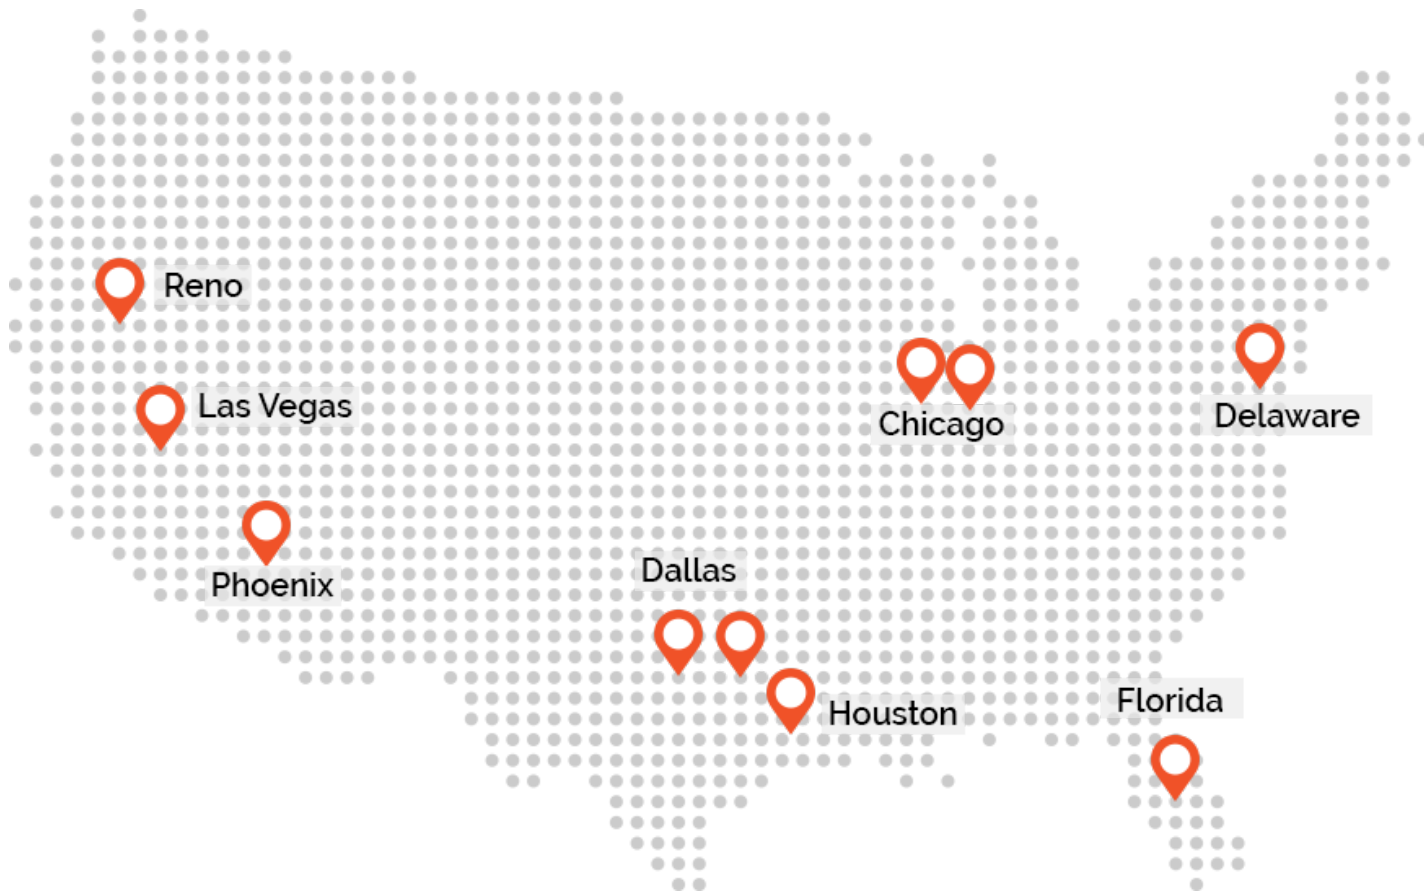 Reno
Las Vegas
Chicago
Delaware
Phoenix
Dallas
Houston
Florida